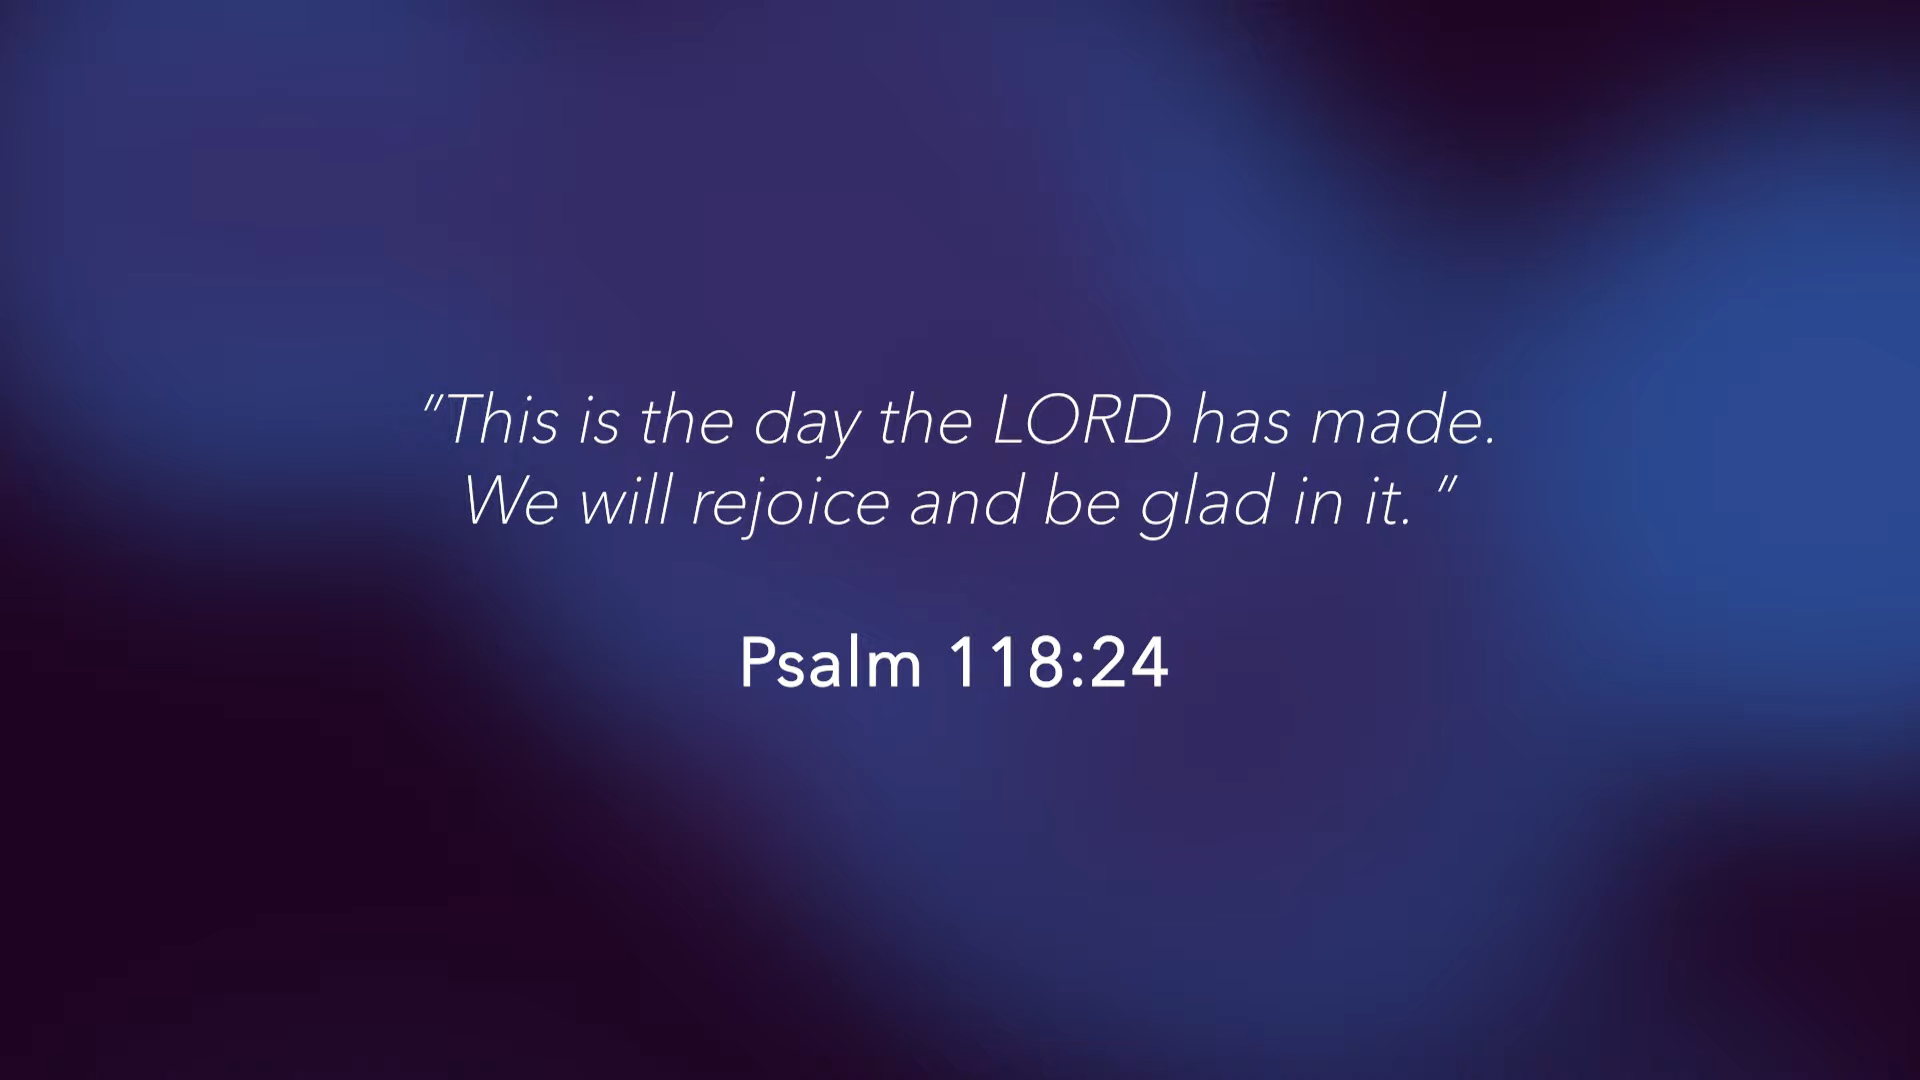 "This is the day the LORD has made.
We will rejoice and be glad in it. "
Psalm 118:24